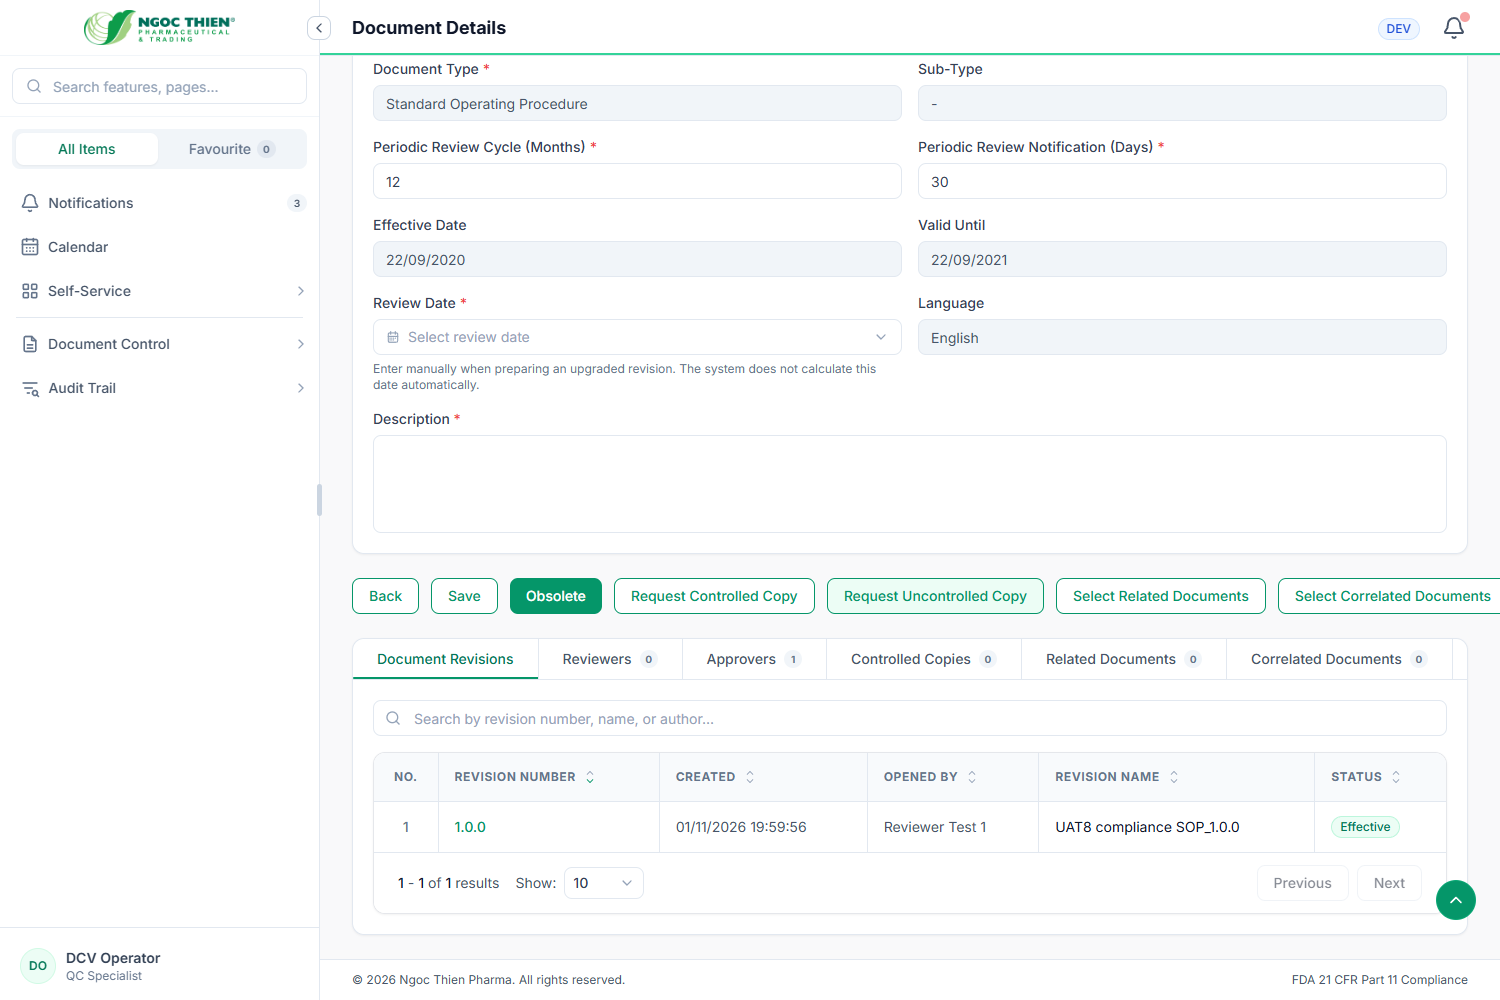 NGOC THIEN®
PHARMACEUTICAL
& TRADING
Document Details
DEV
Search features, pages...
All Items
Favourite 0
Notifications 3
Calendar
Self-Service
Document Control
Audit Trail
DO
DCV Operator
QC Specialist
Document Type *
Sub-Type
Standard Operating Procedure
-
Periodic Review Cycle (Months) *
Periodic Review Notification (Days) *
12
30
Effective Date
Valid Until
22/09/2020
22/09/2021
Review Date *
Language
Select review date
English
Enter manually when preparing an upgraded revision. The system does not calculate this
date automatically.
Description *
Back
Save
Obsolete
Request Controlled Copy
Request Uncontrolled Copy
Select Related Documents
Select Correlated Documents
Document Revisions
Reviewers 0
Approvers 1
Controlled Copies 0
Related Documents 0
Correlated Documents 0
Search by revision number, name, or author...
NO.
REVISION NUMBER
CREATED
OPENED BY
REVISION NAME
STATUS
1
1.0.0
01/11/2026 19:59:56
Reviewer Test 1
UAT8 compliance SOP_1.0.0
Effective
1 - 1 of 1 results
Show: 10
Previous
Next
© 2026 Ngoc Thien Pharma. All rights reserved.
FDA 21 CFR Part 11 Compliance